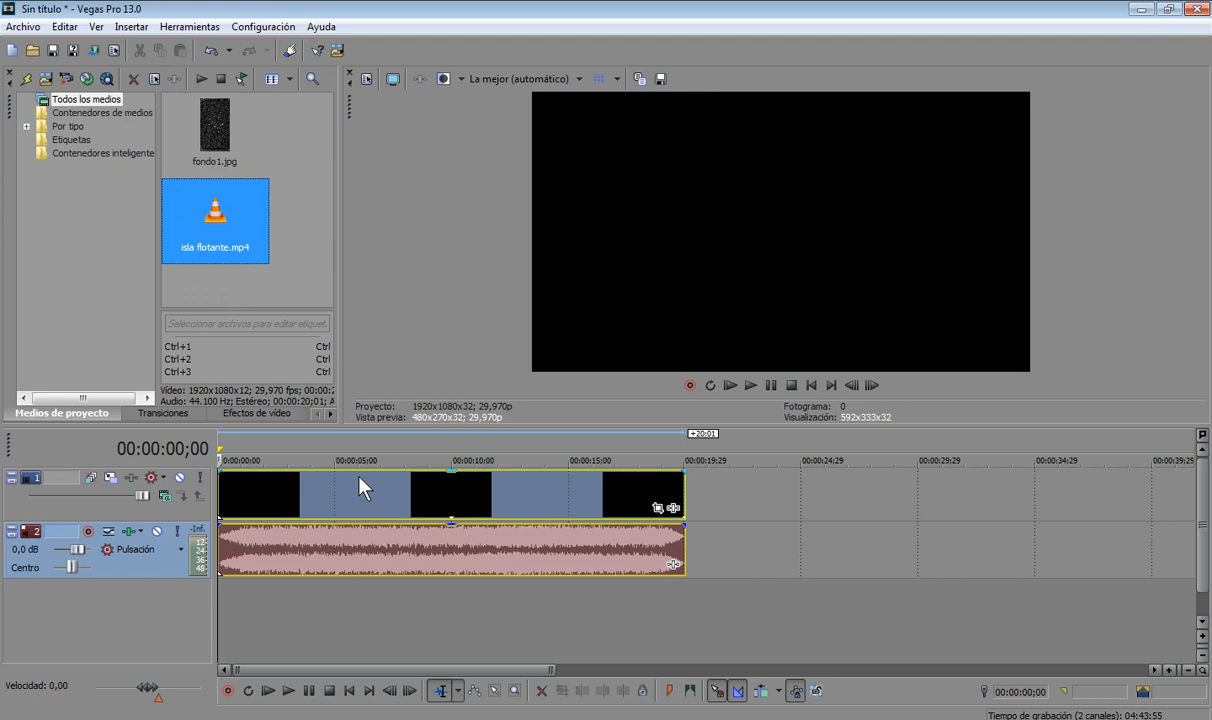 Sin título * - Vegas Pro 13.0
Archivo Editar Ver Insertar Herramientas Configuración Ayuda
La mejor (automático)
Todos los medios
Contenedores de medios
Por tipo
Etiquetas
Contenedores inteligente
fondo1.jpg
isla flotante.mp4
Seleccionar archivos para editar etiquet.
Ctrl+1 Ctrl
Ctrl+2 Ctrl
Ctrl+3 Ctrl
Vídeo: 1920x1080x12; 29,970 fps; 00:00:2
Audio: 44.100 Hz; Estéreo; 00:00:20;01; A
Medios de proyecto Transiciones Efectos de vídeo
Proyecto: 1920x1080x32; 29,970p
Vista previa: 480x270x32; 29,970p
Fotograma: 0
Visualización: 592x333x32
00:00:00;00
+20;01
0:00:00:00 00:00:05:00 00:00:10:00 00:00:15:00 00:00:19:29 00:00:24:29 00:00:29:29 00:00:34:29 00:00:39:29
1
2
-Inf.
12
24
36
48
0,0 dB Pulsación
Centro
Velocidad: 0,00
00:00:00;00
Tiempo de grabación (2 canales): 04:43:55